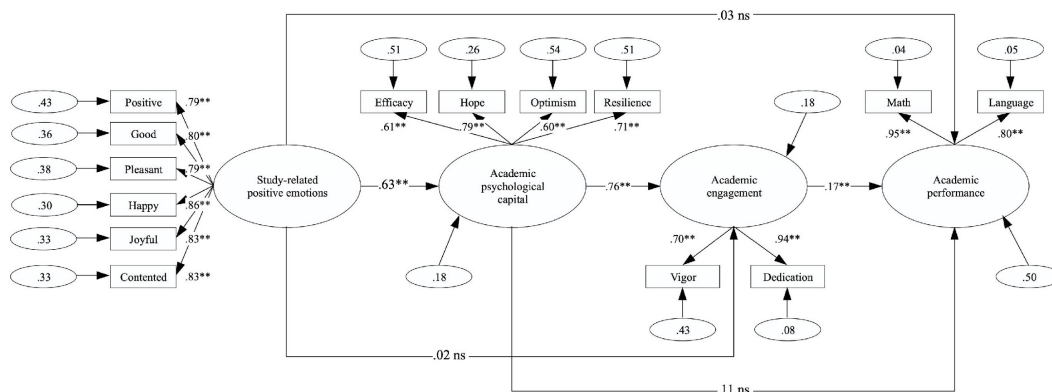 .03 ns
.51
.26
.54
.51
.04
.05
.43
Positive
.79**
Efficacy
Hope
Optimism
Resilience
.18
Math
Language
.36
Good
.80**
.61**
.79**
.60**
.71**
.95**
.80**
.38
Pleasant
.79**
Study-related
positive emotions
.63**
Academic
psychological
capital
.76**
Academic
engagement
.17**
Academic
performance
.30
Happy
.86**
.33
Joyful
.83**
.70**
.94**
.33
Contented
.83**
.18
Vigor
Dedication
.50
.43
.08
.02 ns
.11 ns